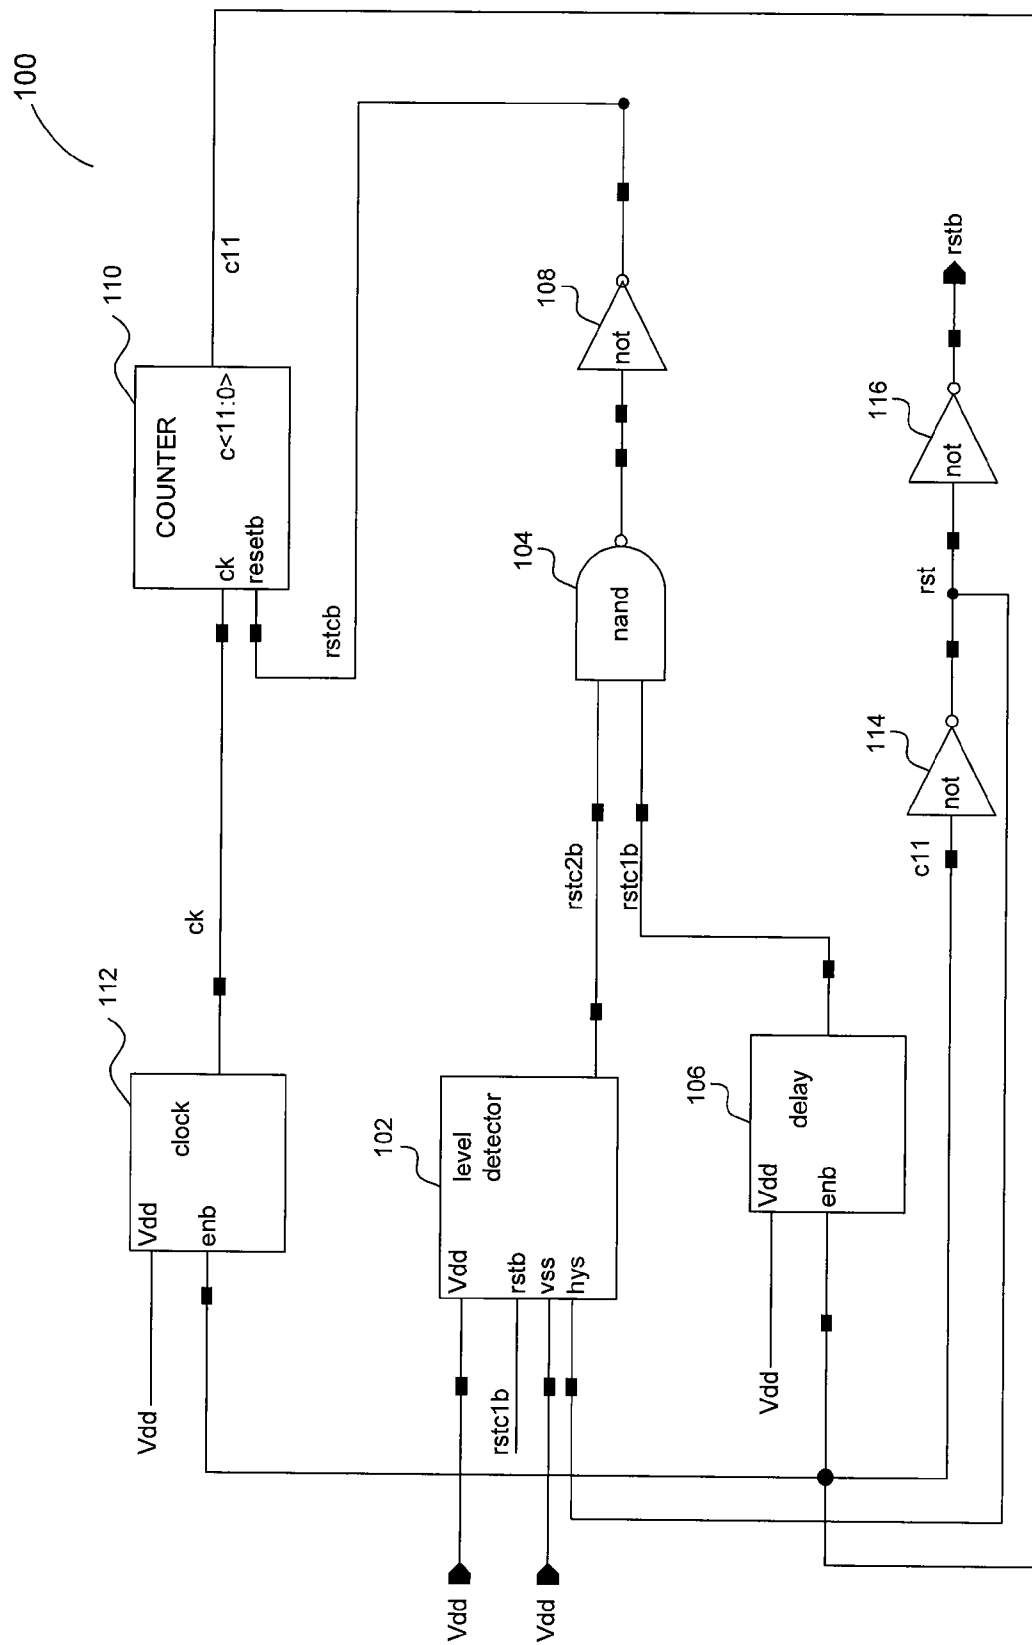 100
110
COUNTER
ck
resetb
c<11:0>
c11
rstcb
112
clock
Vdd
enb
Vdd
ck
108
not
104
nand
102
level
detector
Vdd
rstb
vss
hys
Vdd
rstc1b
Vdd
rstc2b
rstc1b
106
delay
Vdd
enb
Vdd
114
not
c11
rst
116
not
rstb